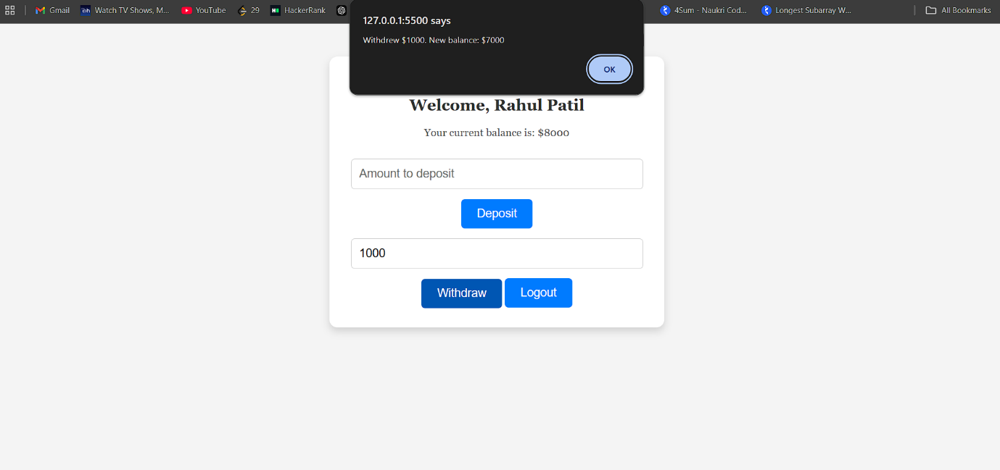 Gmail Watch TV Shows, M... YouTube 29 HackerRank 4Sum - Naukri Cod... Longest Subarray W... All Bookmarks
127.0.0.1:5500 says
Withdrew $1000. New balance: $7000
OK
Welcome, Rahul Patil
Your current balance is: $8000
Amount to deposit
Deposit
1000
Withdraw Logout